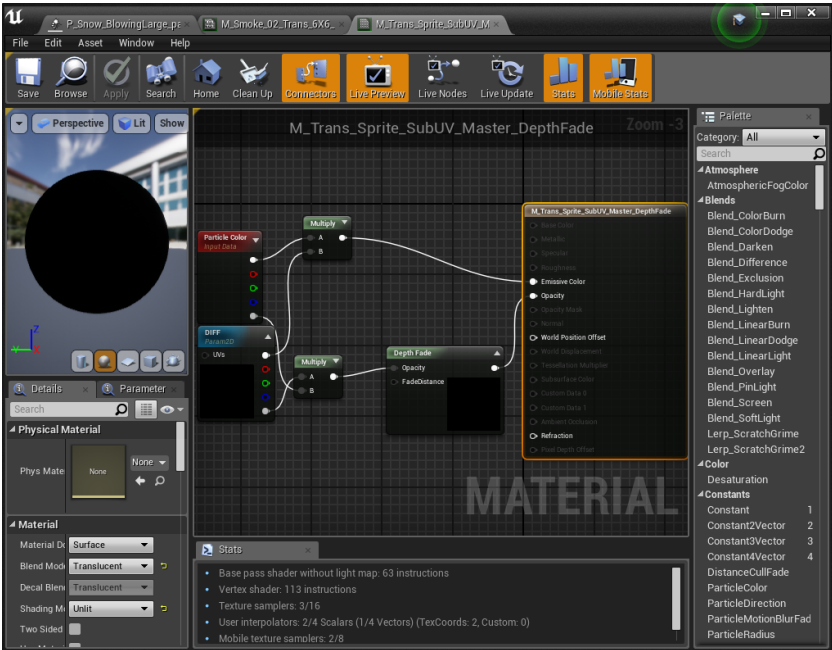 P_Snow_BlowingLarge_pa
M_Smoke_02_Trans_6X6_
M_Trans_Sprite_SubUV_M
File Edit Asset Window Help
Save Browse Apply Search Home Clean Up Connectors Live Preview Live Nodes Live Update Stats Mobile Stats
Perspective Lit Show
M_Trans_Sprite_SubUV_Master_DepthFade
Zoom -3
Particle Color
Input Data
Multiply
A
B
DIFF
Param2D
UVs
Multiply
A
B
Depth Fade
Opacity
FadeDistance
M_Trans_Sprite_SubUV_Master_DepthFade
Base Color
Metallic
Specular
Roughness
Emissive Color
Opacity
Opacity Mask
Normal
World Position Offset
World Displacement
Tessellation Multiplier
Subsurface Color
Custom Data 0
Custom Data 1
Ambient Occlusion
Refraction
Pixel Depth Offset
MATERIAL
Z
Y
X
Details Parameter
Search
Physical Material
Phys Mate
None
None
Material
Material Do Surface
Blend Mode Translucent
Decal Blen Translucent
Shading M Unlit
Two Sided
Stats
Base pass shader without light map: 63 instructions
Vertex shader: 113 instructions
Texture samplers: 3/16
User interpolators: 2/4 Scalars (1/4 Vectors) (TexCoords: 2, Custom: 0)
Mobile texture samplers: 2/8
Palette
Category: All
Search
Atmosphere
AtmosphericFogColor
Blends
Blend_ColorBurn
Blend_ColorDodge
Blend_Darken
Blend_Difference
Blend_Exclusion
Blend_HardLight
Blend_Lighten
Blend_LinearBurn
Blend_LinearDodge
Blend_LinearLight
Blend_Overlay
Blend_PinLight
Blend_Screen
Blend_SoftLight
Lerp_ScratchGrime
Lerp_ScratchGrime2
Color
Desaturation
Constants
Constant 1
Constant2Vector 2
Constant3Vector 3
Constant4Vector 4
DistanceCullFade
ParticleColor
ParticleDirection
ParticleMotionBlurFad
ParticleRadius